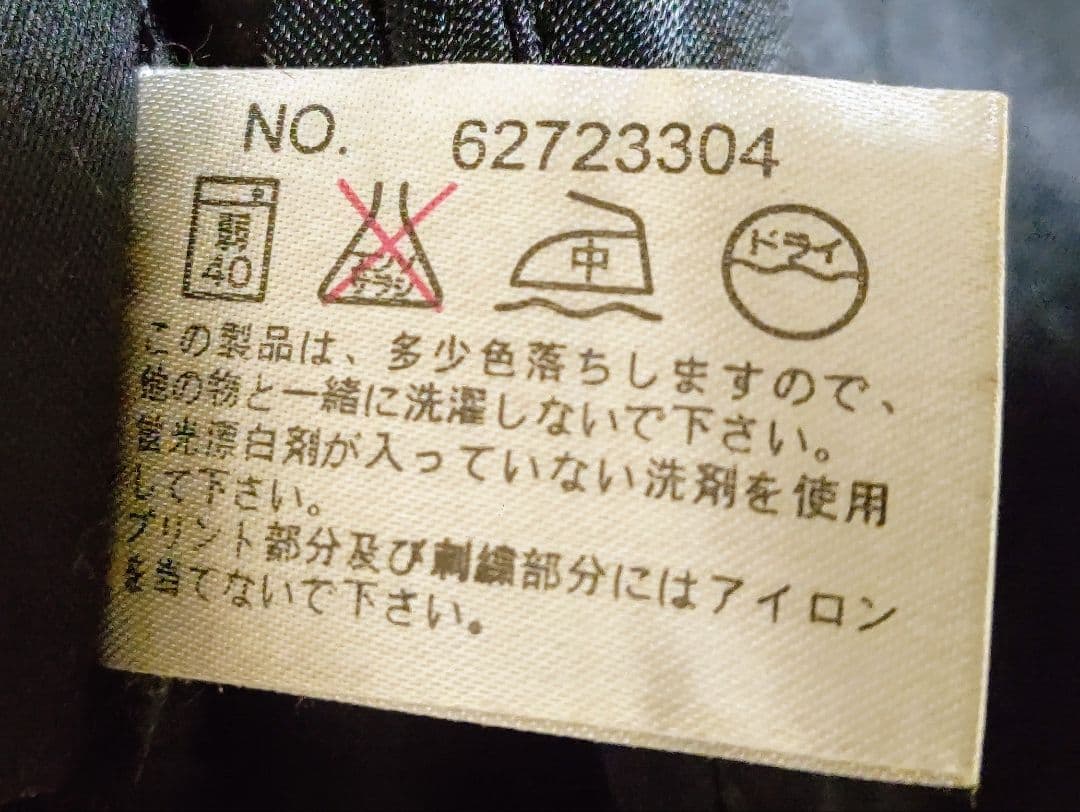 NO. 62723304
40 中 ドライ
この製品は、多少色落ちしますので、
他の物と一緒に洗濯しないで下さい。
蛍光漂白剤が入っていない洗剤を使用
して下さい。
プリント部分及び刺繍部分にはアイロン
を当てないで下さい。